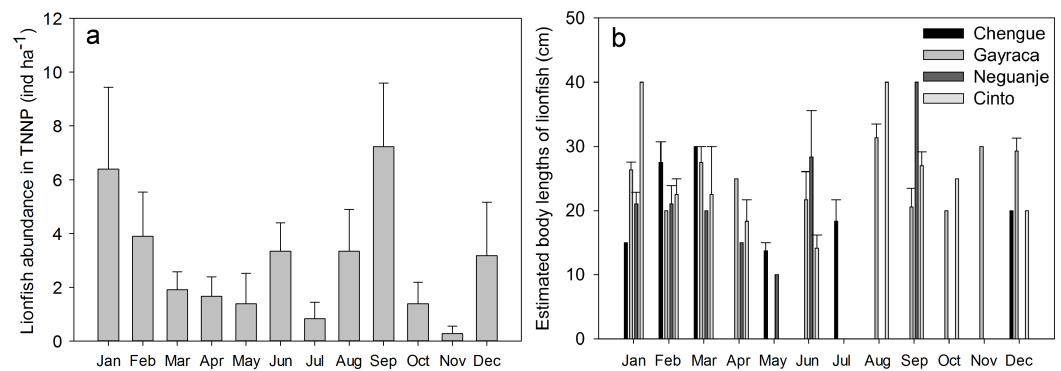 a
Lionfish abundance in TNNP (ind ha⁻¹)
12
10
8
6
4
2
0
Jan Feb Mar Apr May Jun Jul Aug Sep Oct Nov Dec
b
Estimated body lengths of lionfish (cm)
50
40
30
20
10
0
Chengue
Gayraca
Neguanje
Cinto
Jan Feb Mar Apr May Jun Jul Aug Sep Oct Nov Dec